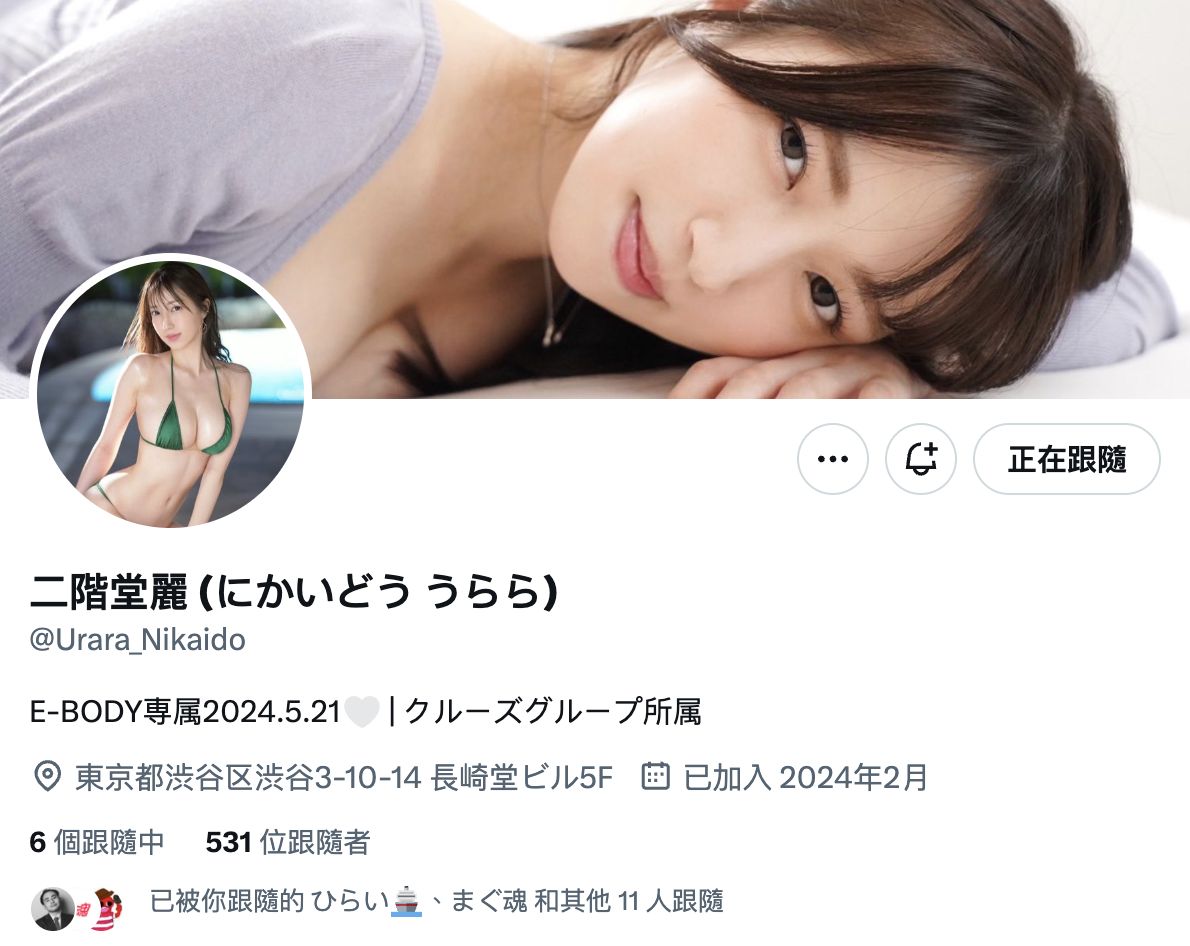 正在跟隨
二階堂麗 (にかいどう うらら)
@Urara_Nikaido
E-BODY専属2024.5.21🤍 | クルーズグループ所属
東京都渋谷区渋谷3-10-14 長崎堂ビル5F 已加入 2024年2月
6 個跟隨中 531 位跟隨者
已被你跟隨的 ひらい🚢、まぐ魂 和其他 11 人跟隨